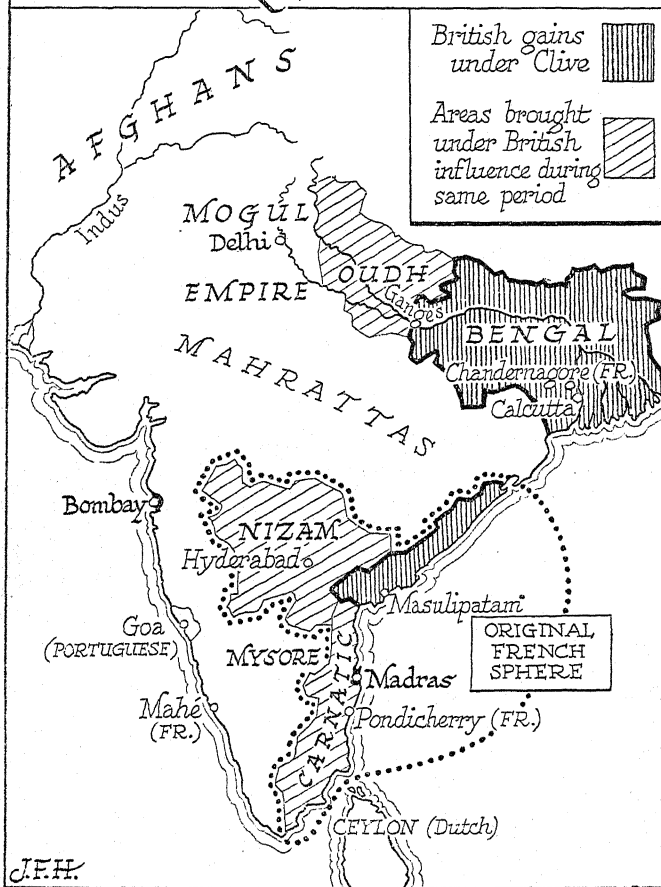 British gains
under Clive
Areas brought
under British
influence during
same period
AFGHANS
Indus
MOGUL
Delhi
EMPIRE
OUDH
Ganges
BENGAL
Chandernagore (FR.)
Calcutta
MAHRATTAS
Bombay
NIZAM
Hyderabad
Masulipatam
Goa
(PORTUGUESE)
MYSORE
ORIGINAL
FRENCH
SPHERE
Madras
Mahé
(FR.)
Pondicherry (FR.)
CARNATIC
CEYLON (Dutch)
J.F.H.